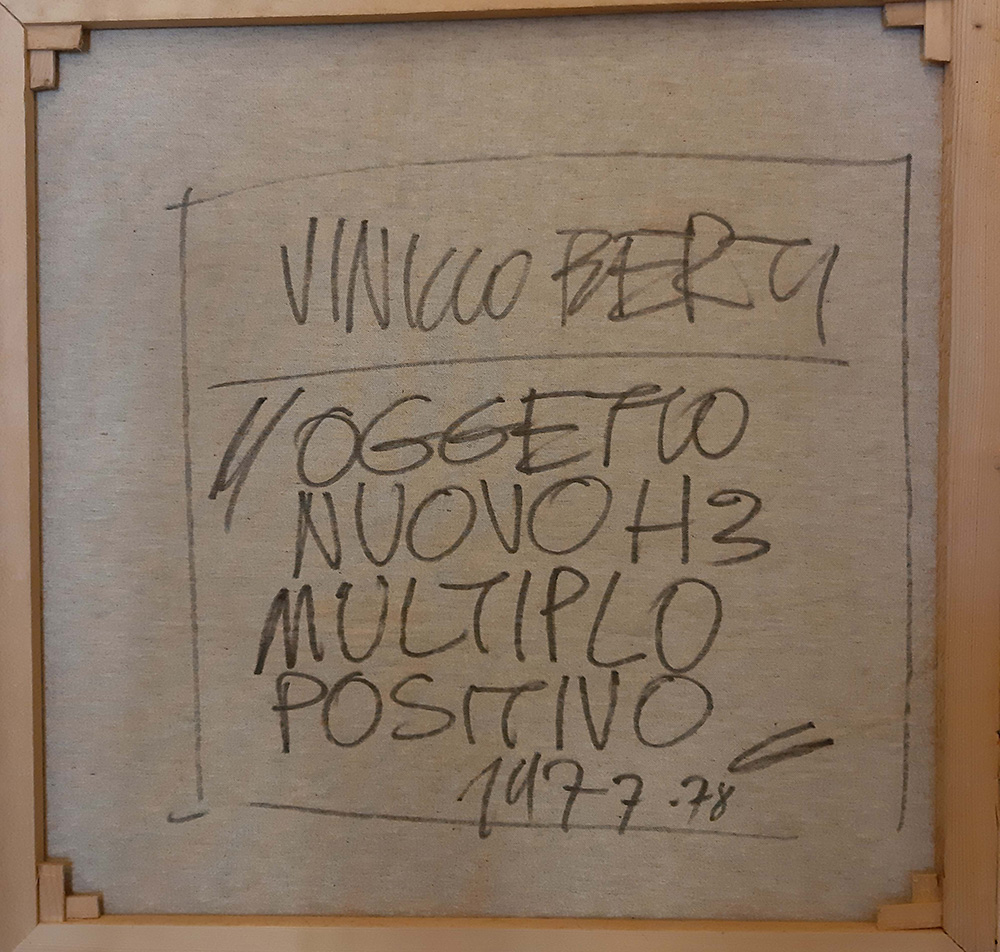 VINICIO BERTI
"OGGETTO
NUOVO H3
MULTIPLO
POSITIVO"
1977.78